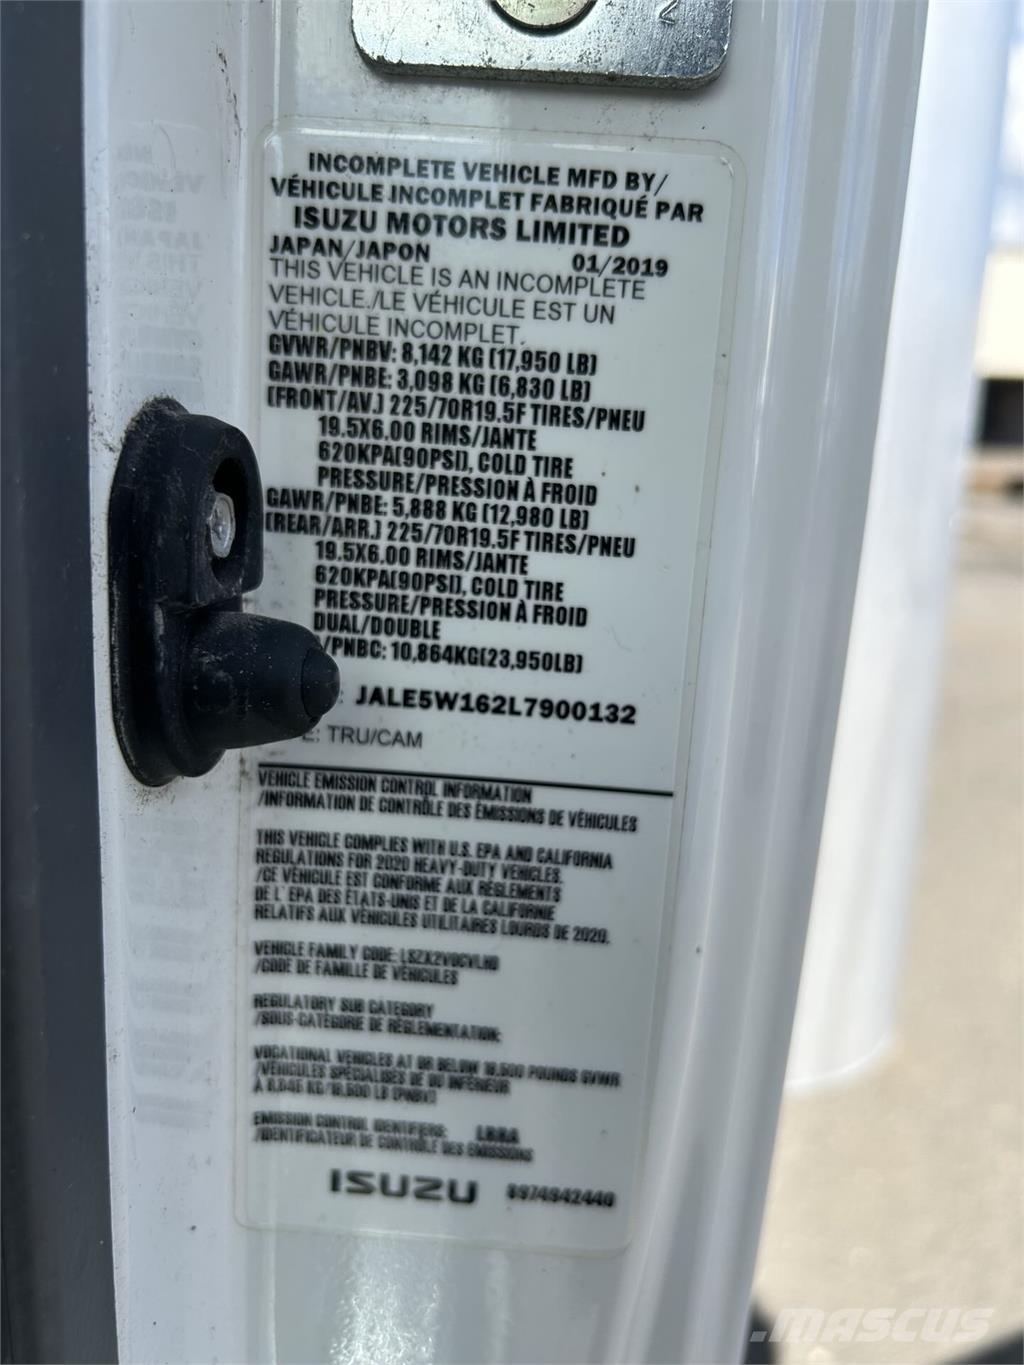 INCOMPLETE VEHICLE MFD BY/
VÉHICULE INCOMPLET FABRIQUÉ PAR
ISUZU MOTORS LIMITED
JAPAN/JAPON 01/2019
THIS VEHICLE IS AN INCOMPLETE
VEHICLE./LE VÉHICULE EST UN
VÉHICULE INCOMPLET.
GVWR/PNBV: 8,142 KG (17,950 LB)
GAWR/PNBE: 3,098 KG (6,830 LB)
(FRONT/AV.) 225/70R19.5F TIRES/PNEU
19.5X6.00 RIMS/JANTE
620KPA(90PSI), COLD TIRE
PRESSURE/PRESSION À FROID
GAWR/PNBE: 5,888 KG (12,980 LB)
(REAR/ARR.) 225/70R19.5F TIRES/PNEU
19.5X6.00 RIMS/JANTE
620KPA(90PSI), COLD TIRE
PRESSURE/PRESSION À FROID
DUAL/DOUBLE
/PNBC: 10,864KG(23,950LB)
JALE5W162L7900132
E: TRU/CAM
VEHICLE EMISSION CONTROL INFORMATION
/INFORMATION DE CONTRÔLE DES ÉMISSIONS DE VÉHICULES
THIS VEHICLE COMPLIES WITH U.S. EPA AND CALIFORNIA
REGULATIONS FOR 2020 HEAVY-DUTY VEHICLES.
/CE VÉHICULE EST CONFORME AUX RÉGLEMENTS
DE L'EPA DES ÉTATS-UNIS ET DE LA CALIFORNIE
RELATIFS AUX VÉHICULES UTILITAIRES LOURDS DE 2020.
VEHICLE FAMILY CODE:
/CODE DE FAMILLE DE VÉHICULES
REGULATORY SUB CATEGORY
/SOUS-CATÉGORIE DE RÉGLEMENTATION:
VOCATIONAL VEHICLES AT OR BELOW 19,500 POUNDS GVWR
/VÉHICULES SPÉCIALISÉS DE OU INFÉRIEUR
À 8,845 KG/19,500 LB (PNBV)
EMISSION CONTROL IDENTIFIERS:
/IDENTIFICATEUR DE CONTRÔLE DES ÉMISSIONS
ISUZU 8974942440
MASCUS